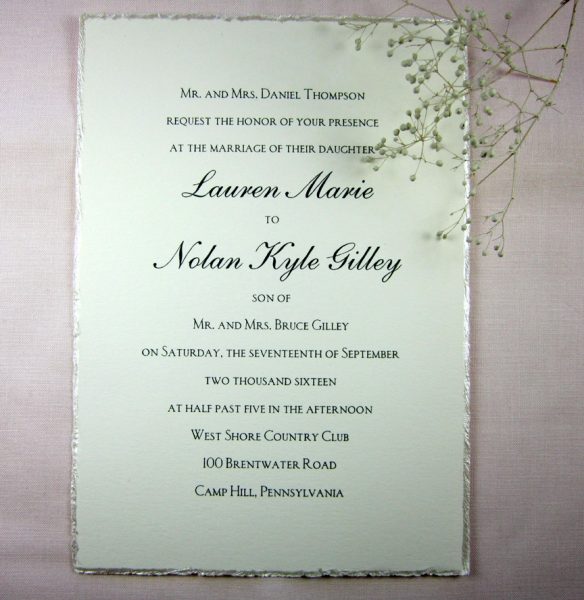 Mr. and Mrs. Daniel Thompson
request the honor of your presence
at the marriage of their daughter
Lauren Marie
to
Nolan Kyle Gilley
son of
Mr. and Mrs. Bruce Gilley
on Saturday, the seventeenth of September
two thousand sixteen
at half past five in the afternoon
West Shore Country Club
100 Brentwater Road
Camp Hill, Pennsylvania